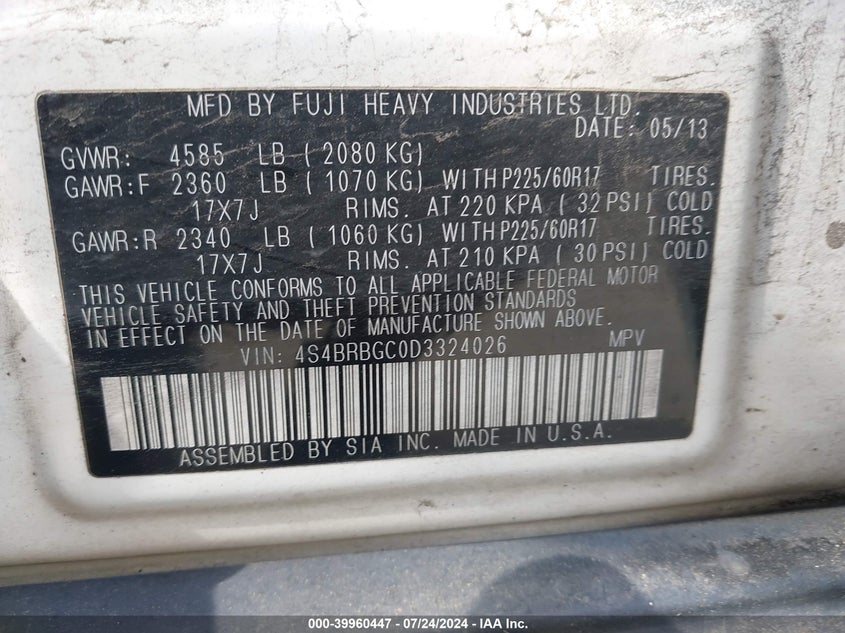 MFD BY FUJI HEAVY INDUSTRIES LTD.
DATE: 05/13
GVWR: 4585 LB (2080 KG)
GAWR:F 2360 LB (1070 KG) WITH P225/60R17 TIRES.
17X7J RIMS. AT 220 KPA (32 PSI) COLD
GAWR:R 2340 LB (1060 KG) WITH P225/60R17 TIRES.
17X7J RIMS. AT 210 KPA (30 PSI) COLD
THIS VEHICLE CONFORMS TO ALL APPLICABLE FEDERAL MOTOR
VEHICLE SAFETY AND THEFT PREVENTION STANDARDS
IN EFFECT ON THE DATE OF MANUFACTURE SHOWN ABOVE.
VIN: 4S4BRBGC0D3324026 MPV
ASSEMBLED BY SIA INC. MADE IN U.S.A.
000-39960447 - 07/24/2024 - IAA Inc.